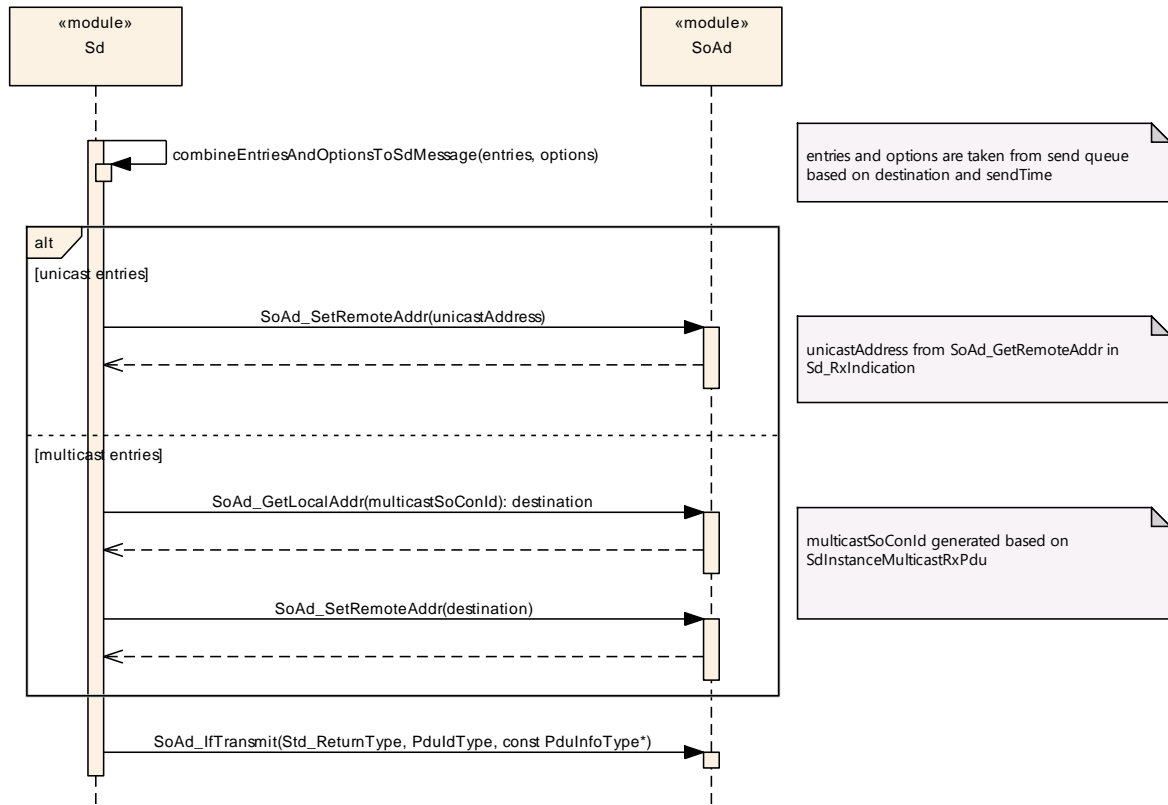 «module»
Sd
«module»
SoAd
combineEntriesAndOptionsToSdMessage(entries, options)
entries and options are taken from send queue
based on destination and sendTime
alt
[unicast entries]
SoAd_SetRemoteAddr(unicastAddress)
unicastAddress from SoAd_GetRemoteAddr in
Sd_RxIndication
[multicast entries]
SoAd_GetLocalAddr(multicastSoConId): destination
multicastSoConId generated based on
SdInstanceMulticastRxPdu
SoAd_SetRemoteAddr(destination)
SoAd_IfTransmit(Std_ReturnType, PduIdType, const PduInfoType*)